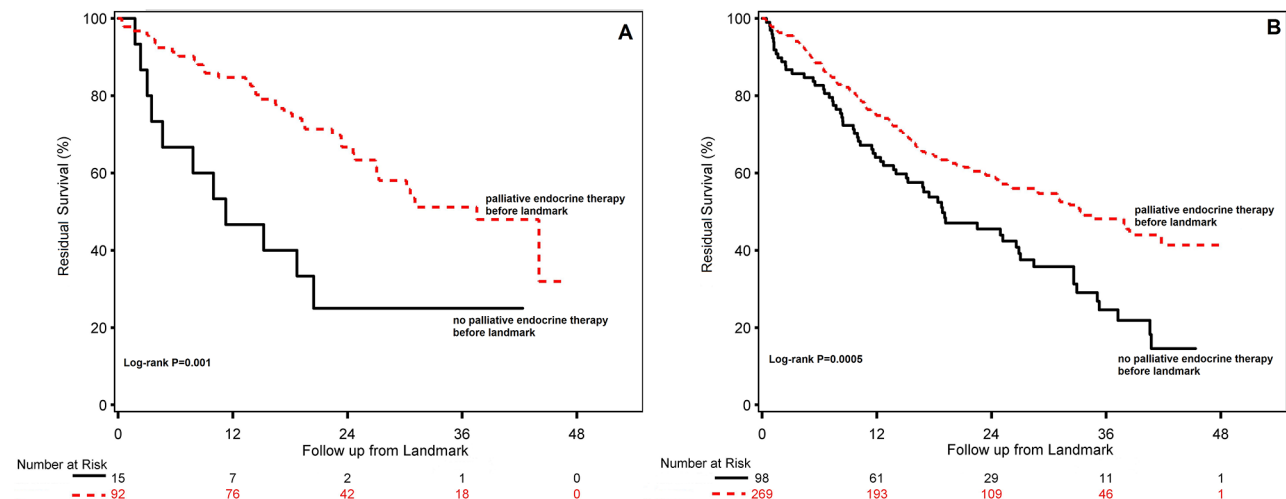 A
100
80
60
40
20
0
Residual Survival (%)
palliative endocrine therapy
before landmark
no palliative endocrine therapy
before landmark
Log-rank P=0.001
0 12 24 36 48
Follow up from Landmark
Number at Risk
15 7 2 1 0
92 76 42 18 0
B
100
80
60
40
20
0
Residual Survival (%)
palliative endocrine therapy
before landmark
no palliative endocrine therapy
before landmark
Log-rank P=0.0005
0 12 24 36 48
Follow up from Landmark
Number at Risk
98 61 29 11 1
269 193 109 46 1